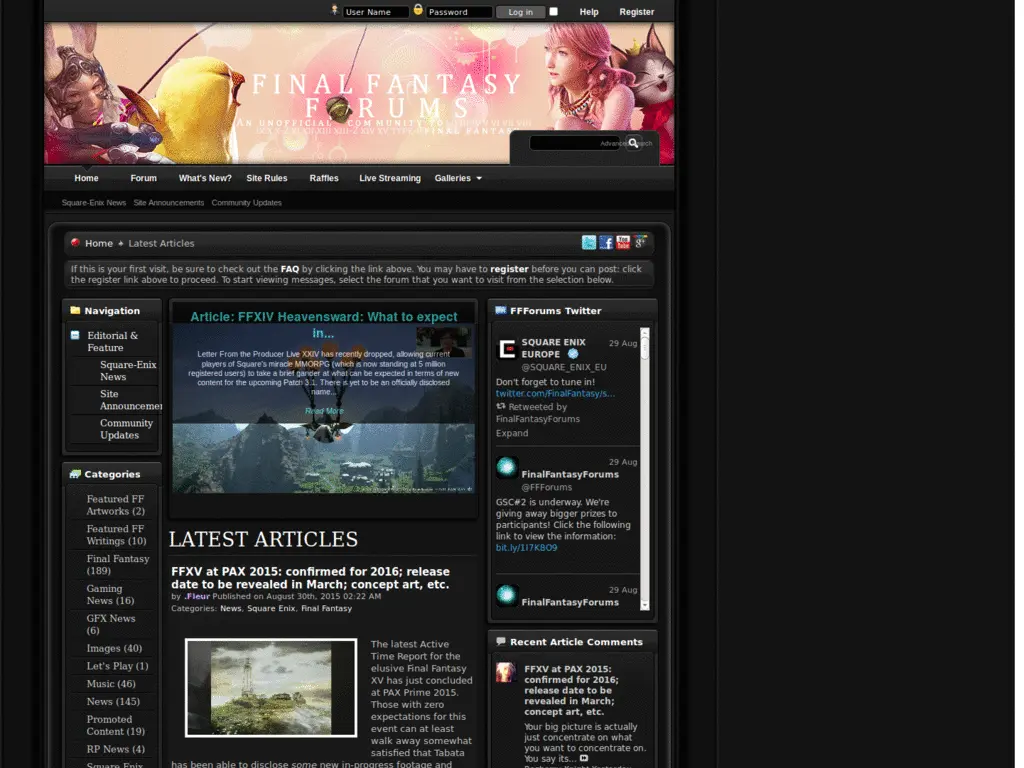 User Name
Password
Log in
Help
Register
FINAL FANTASY
FORUMS
AN UNOFFICIAL COMMUNITY TO
Advanced Search
Home
Forum
What's New?
Site Rules
Raffles
Live Streaming
Galleries
Square-Enix News
Site Announcements
Community Updates
Home
Latest Articles
If this is your first visit, be sure to check out the FAQ by clicking the link above. You may have to register before you can post: click
the register link above to proceed. To start viewing messages, select the forum that you want to visit from the selection below.
Navigation
Editorial &
Feature
Square-Enix
News
Site
Announcemen
Community
Updates
Categories
Featured FF
Artworks (2)
Featured FF
Writings (10)
Final Fantasy
(189)
Gaming
News (16)
GFX News
(6)
Images (40)
Let's Play (1)
Music (46)
News (145)
Promoted
Content (19)
RP News (4)
Square Enix
Article: FFXIV Heavensward: What to expect
in...
Letter From the Producer Live XXIV has recently dropped, allowing current
players of Square's miracle MMORPG (which is now standing at 5 million
registered users) to take a brief gander at what can be expected in terms of new
content for the upcoming Patch 3.1. There is yet to be an officially disclosed
name...
Read More
LATEST ARTICLES
FFXV at PAX 2015: confirmed for 2016; release
date to be revealed in March; concept art, etc.
by .Fleur Published on August 30th, 2015 02:22 AM
Categories: News, Square Enix, Final Fantasy
The latest Active
Time Report for the
elusive Final Fantasy
XV has just concluded
at PAX Prime 2015.
Those with zero
expectations for this
event can at least
walk away somewhat
satisfied that Tabata
has been able to disclose some new in-progress footage and
FFForums Twitter
SQUARE ENIX
EUROPE
29 Aug
@SQUARE_ENIX_EU
Don't forget to tune in!
twitter.com/FinalFantasy/s...
Retweeted by
FinalFantasyForums
Expand
29 Aug
FinalFantasyForums
@FFForums
GSC#2 is underway. We're
giving away bigger prizes to
participants! Click the following
link to view the information:
bit.ly/1I7K8O9
29 Aug
FinalFantasyForums
Recent Article Comments
FFXV at PAX 2015:
confirmed for 2016;
release date to be
revealed in March;
concept art, etc.
Your big picture is actually
just concentrate on what
you want to concentrate on.
You say its...